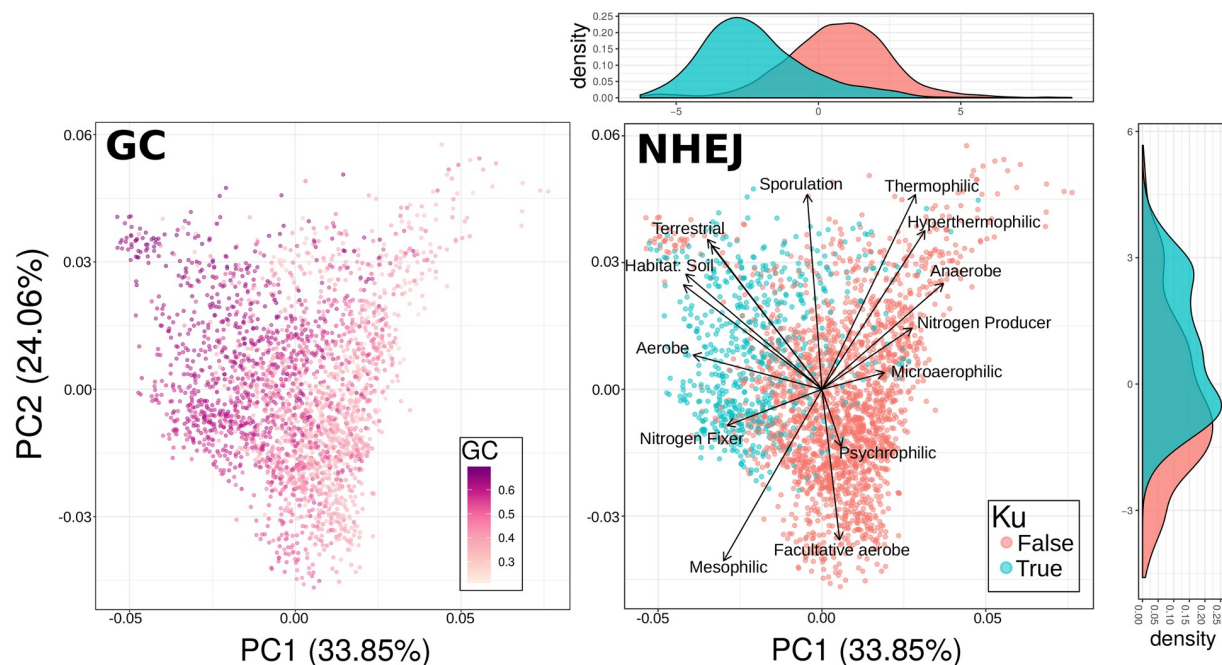 density
0.25
0.20
0.15
0.10
0.05
0.00
−5
0
5
GC
0.06
0.03
0.00
-0.03
-0.05
0.00
0.05
PC2 (24.06%)
PC1 (33.85%)
GC
0.6
0.5
0.4
0.3
NHEJ
0.06
0.03
0.00
-0.03
-0.05
0.00
0.05
PC1 (33.85%)
Sporulation
Thermophilic
Terrestrial
Hyperthermophilic
Habitat: Soil
Anaerobe
Nitrogen Producer
Aerobe
Microaerophilic
Nitrogen Fixer
Psychrophilic
Facultative aerobe
Mesophilic
Ku
False
True
6
3
0
−3
0.00
0.05
0.10
0.15
0.20
0.25
density